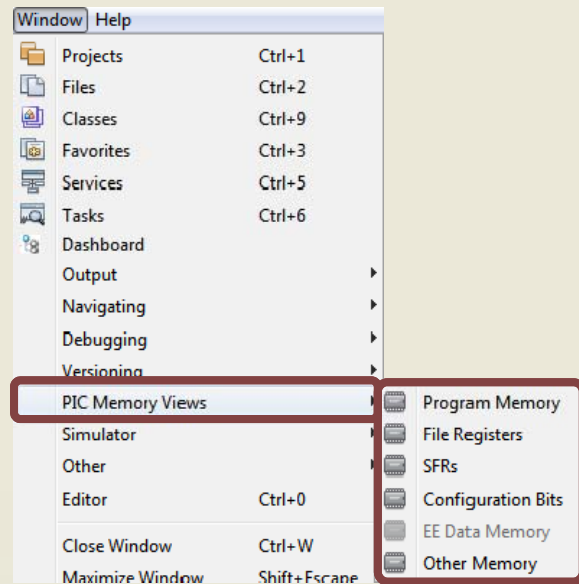 Window Help
Projects Ctrl+1
Files Ctrl+2
Classes Ctrl+9
Favorites Ctrl+3
Services Ctrl+5
Tasks Ctrl+6
Dashboard
Output
Navigating
Debugging
Versioning
PIC Memory Views
Simulator
Other
Editor Ctrl+0
Close Window Ctrl+W
Maximize Window Shift+Escape
Program Memory
File Registers
SFRs
Configuration Bits
EE Data Memory
Other Memory